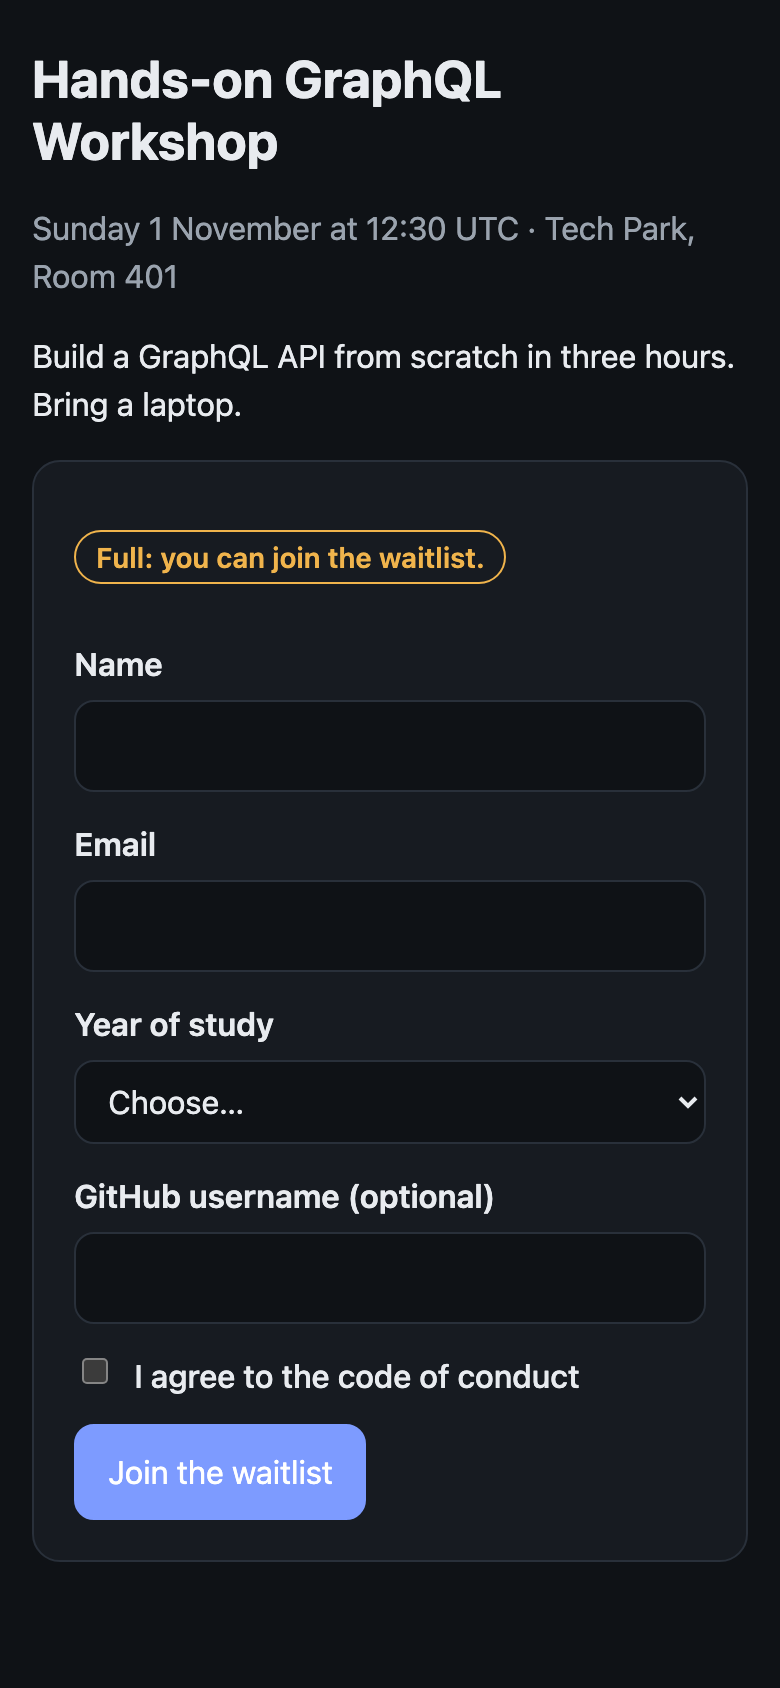 Hands-on GraphQL
Workshop
Sunday 1 November at 12:30 UTC · Tech Park,
Room 401
Build a GraphQL API from scratch in three hours.
Bring a laptop.
Full: you can join the waitlist.
Name
Email
Year of study
Choose...
GitHub username (optional)
I agree to the code of conduct
Join the waitlist